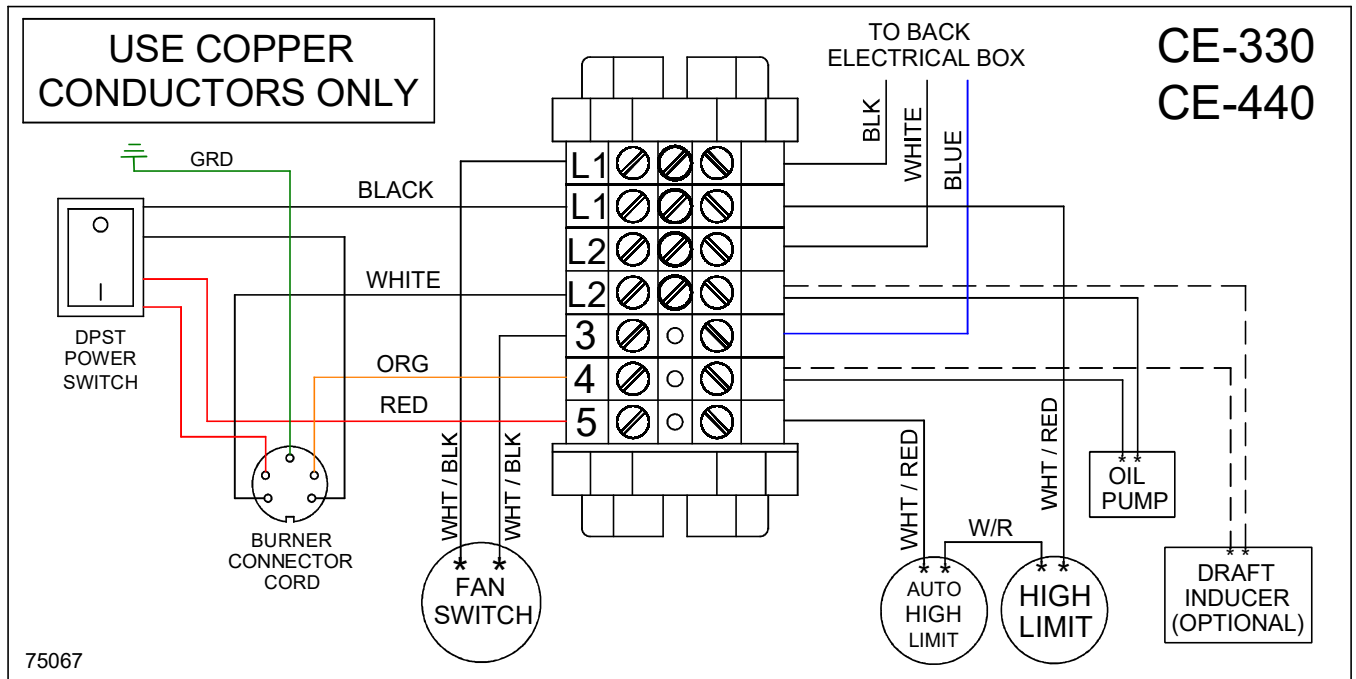 USE COPPER
CONDUCTORS ONLY
TO BACK
ELECTRICAL BOX
CE-330
CE-440
BLK
WHITE
BLUE
GRD
BLACK
WHITE
ORG
RED
L1
L1
L2
L2
3
4
5
O
I
DPST
POWER
SWITCH
BURNER
CONNECTOR
CORD
WHT / BLK
WHT / BLK
* *
FAN
SWITCH
WHT / RED
W/R
WHT / RED
* *
AUTO
HIGH
LIMIT
* *
HIGH
LIMIT
* *
OIL
PUMP
* *
DRAFT
INDUCER
(OPTIONAL)
75067